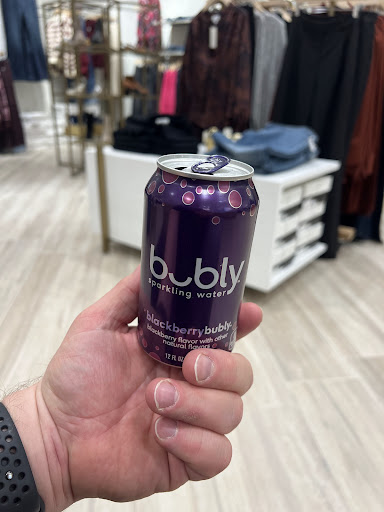 bubly
sparkling water
blackberrybubly.
blackberry flavor with other
natural flavors
12 FL OZ